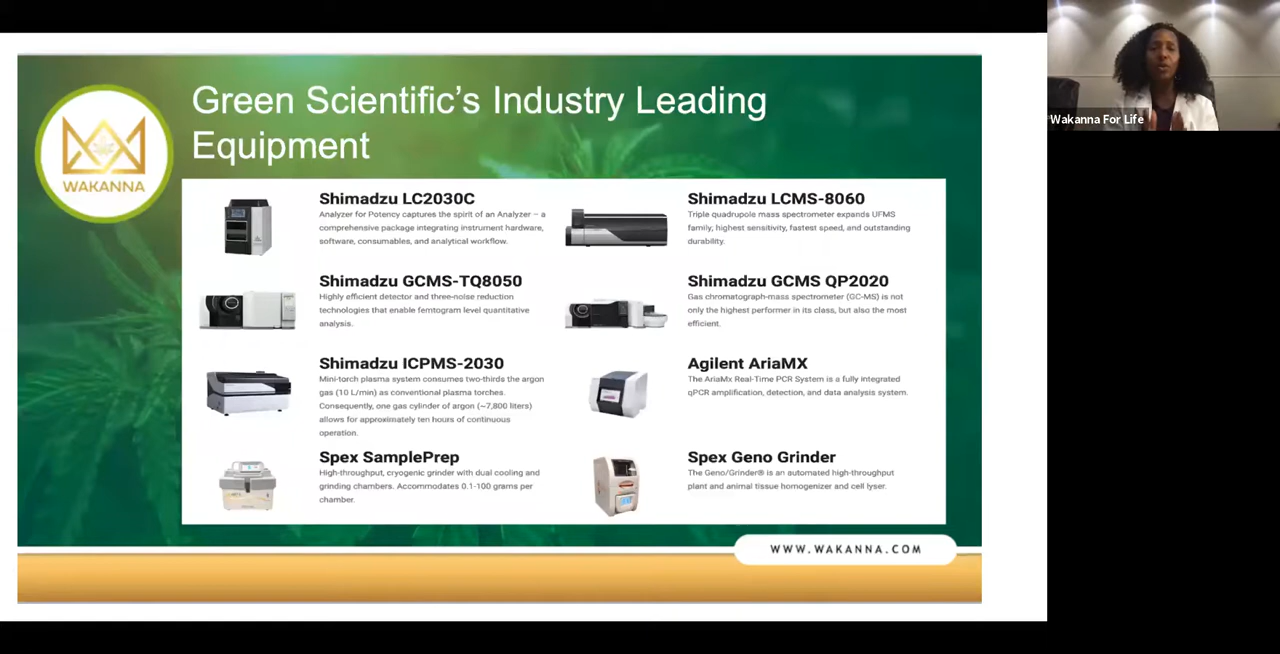 Green Scientific's Industry Leading
Equipment
WAKANNA
Shimadzu LC2030C
Analyzer for Potency captures the spirit of an Analyzer – a
comprehensive package integrating instrument hardware,
software, consumables, and analytical workflow.
Shimadzu LCMS-8060
Triple quadrupole mass spectrometer expands UFMS
family; highest sensitivity, fastest speed, and outstanding
durability.
Shimadzu GCMS-TQ8050
Highly efficient detector and three-noise reduction
technologies that enable femtogram level quantitative
analysis.
Shimadzu GCMS QP2020
Gas chromatograph-mass spectrometer (GC-MS) is not
only the highest performer in its class, but also the most
efficient.
Shimadzu ICPMS-2030
Mini-torch plasma system consumes two-thirds the argon
gas (10 L/min) as conventional plasma torches.
Consequently, one gas cylinder of argon (~7,800 liters)
allows for approximately ten hours of continuous
operation.
Agilent AriaMX
The AriaMx Real-Time PCR System is a fully integrated
qPCR amplification, detection, and data analysis system.
Spex SamplePrep
High-throughput, cryogenic grinder with dual cooling and
grinding chambers. Accommodates 0.1-100 grams per
chamber.
Spex Geno Grinder
The Geno/Grinder® is an automated high-throughput
plant and animal tissue homogenizer and cell lyser.
WWW.WAKANNA.COM
Wakanna For Life